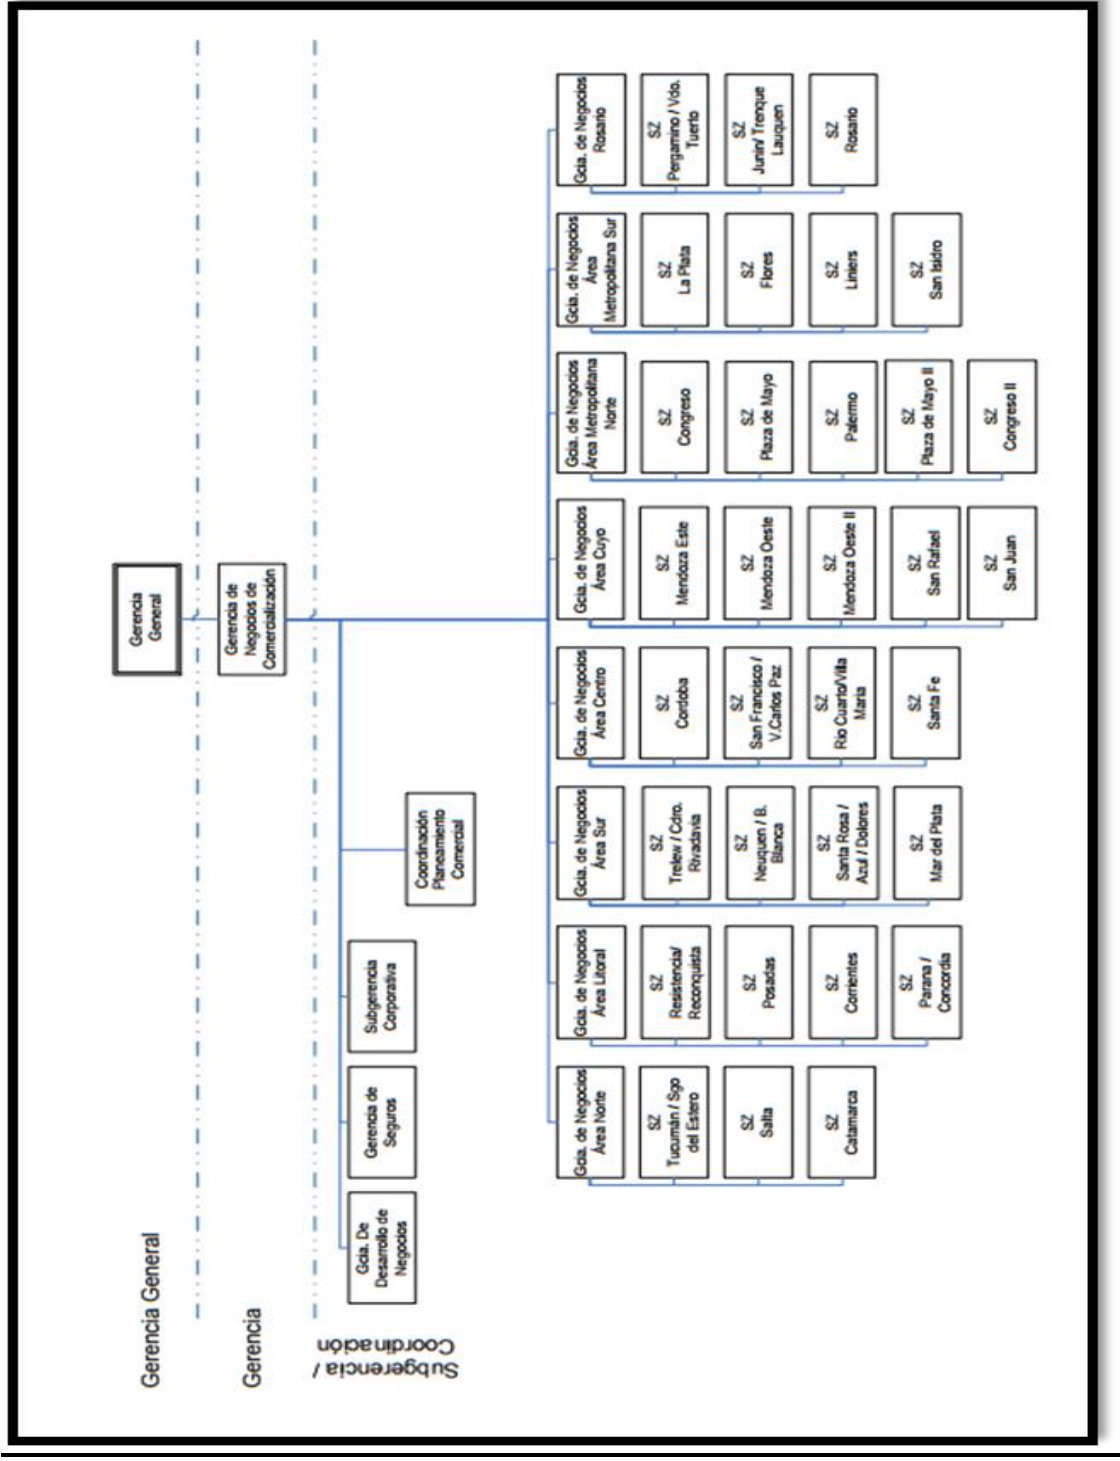 Gerencia General
Gerencia
General
Gerencia
Gerencia de
Negocios de
Comercialización
Subgerencia /
Coordinación
Gcia. De
Desarrollo de
Negocios
Gerencia de
Seguros
Subgerencia
Corporativa
Coordinación
Planeamiento
Comercial
Gcia. de Negocios
Área Norte
SZ
Tucumán / Sgo
del Estero
SZ
Salta
SZ
Catamarca
Gcia. de Negocios
Área Litoral
SZ
Resistencia/
Reconquista
SZ
Posadas
SZ
Corrientes
SZ
Parana /
Concordia
Gcia. de Negocios
Área Sur
SZ
Trelew / Cdro.
Rivadavia
SZ
Neuquen / B.
Blanca
SZ
Santa Rosa /
Azul / Dolores
SZ
Mar del Plata
Gcia. de Negocios
Área Centro
SZ
Cordoba
SZ
San Francisco /
V.Carlos Paz
SZ
Rio Cuarto/Villa
Maria
SZ
Santa Fe
Gcia. de Negocios
Área Cuyo
SZ
Mendoza Este
SZ
Mendoza Oeste
SZ
Mendoza Oeste II
SZ
San Rafael
SZ
San Juan
Gcia. de Negocios
Área Metropolitana
Norte
SZ
Congreso
SZ
Plaza de Mayo
SZ
Palermo
SZ
Plaza de Mayo II
SZ
Congreso II
Gcia. de Negocios
Área
Metropolitana Sur
SZ
La Plata
SZ
Flores
SZ
Liniers
SZ
San Isidro
Gcia. de Negocios
Rosario
SZ
Pergamino / Vdo.
Tuerto
SZ
Junin/ Trenque
Lauquen
SZ
Rosario